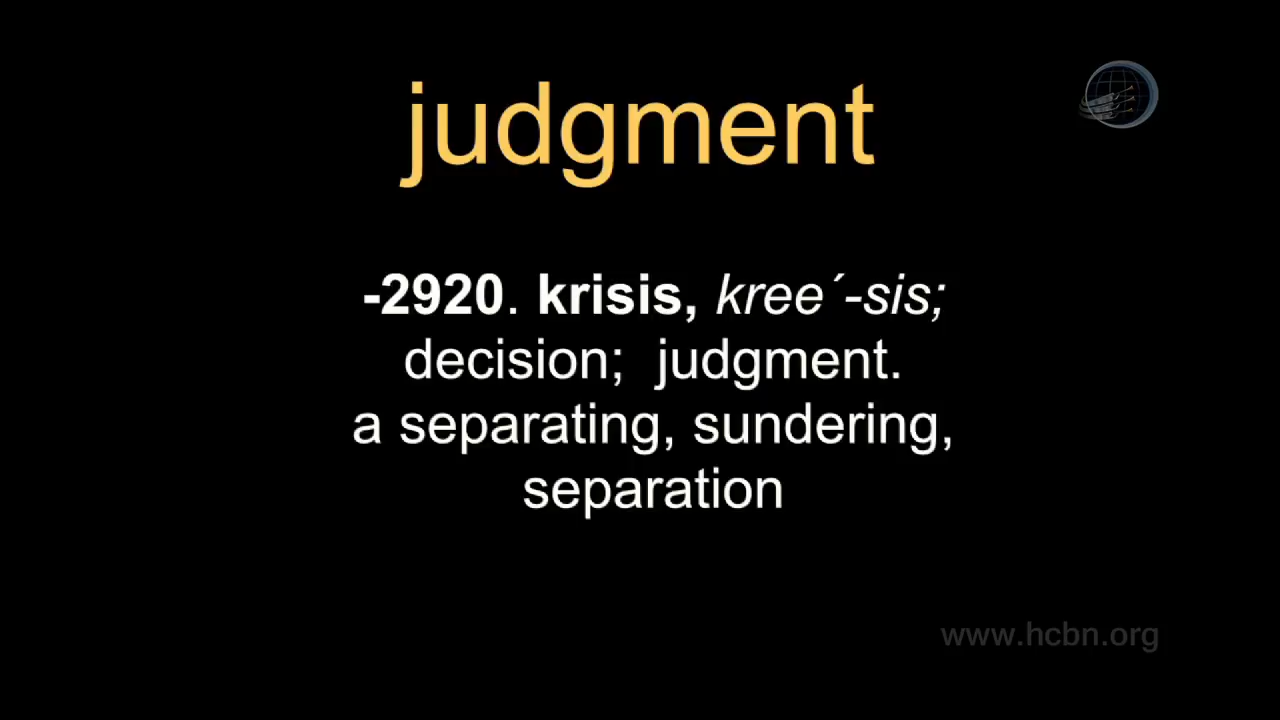 judgment
-2920. krisis, kree´-sis;
decision;  judgment.
a separating, sundering,
separation
www.hcbn.org